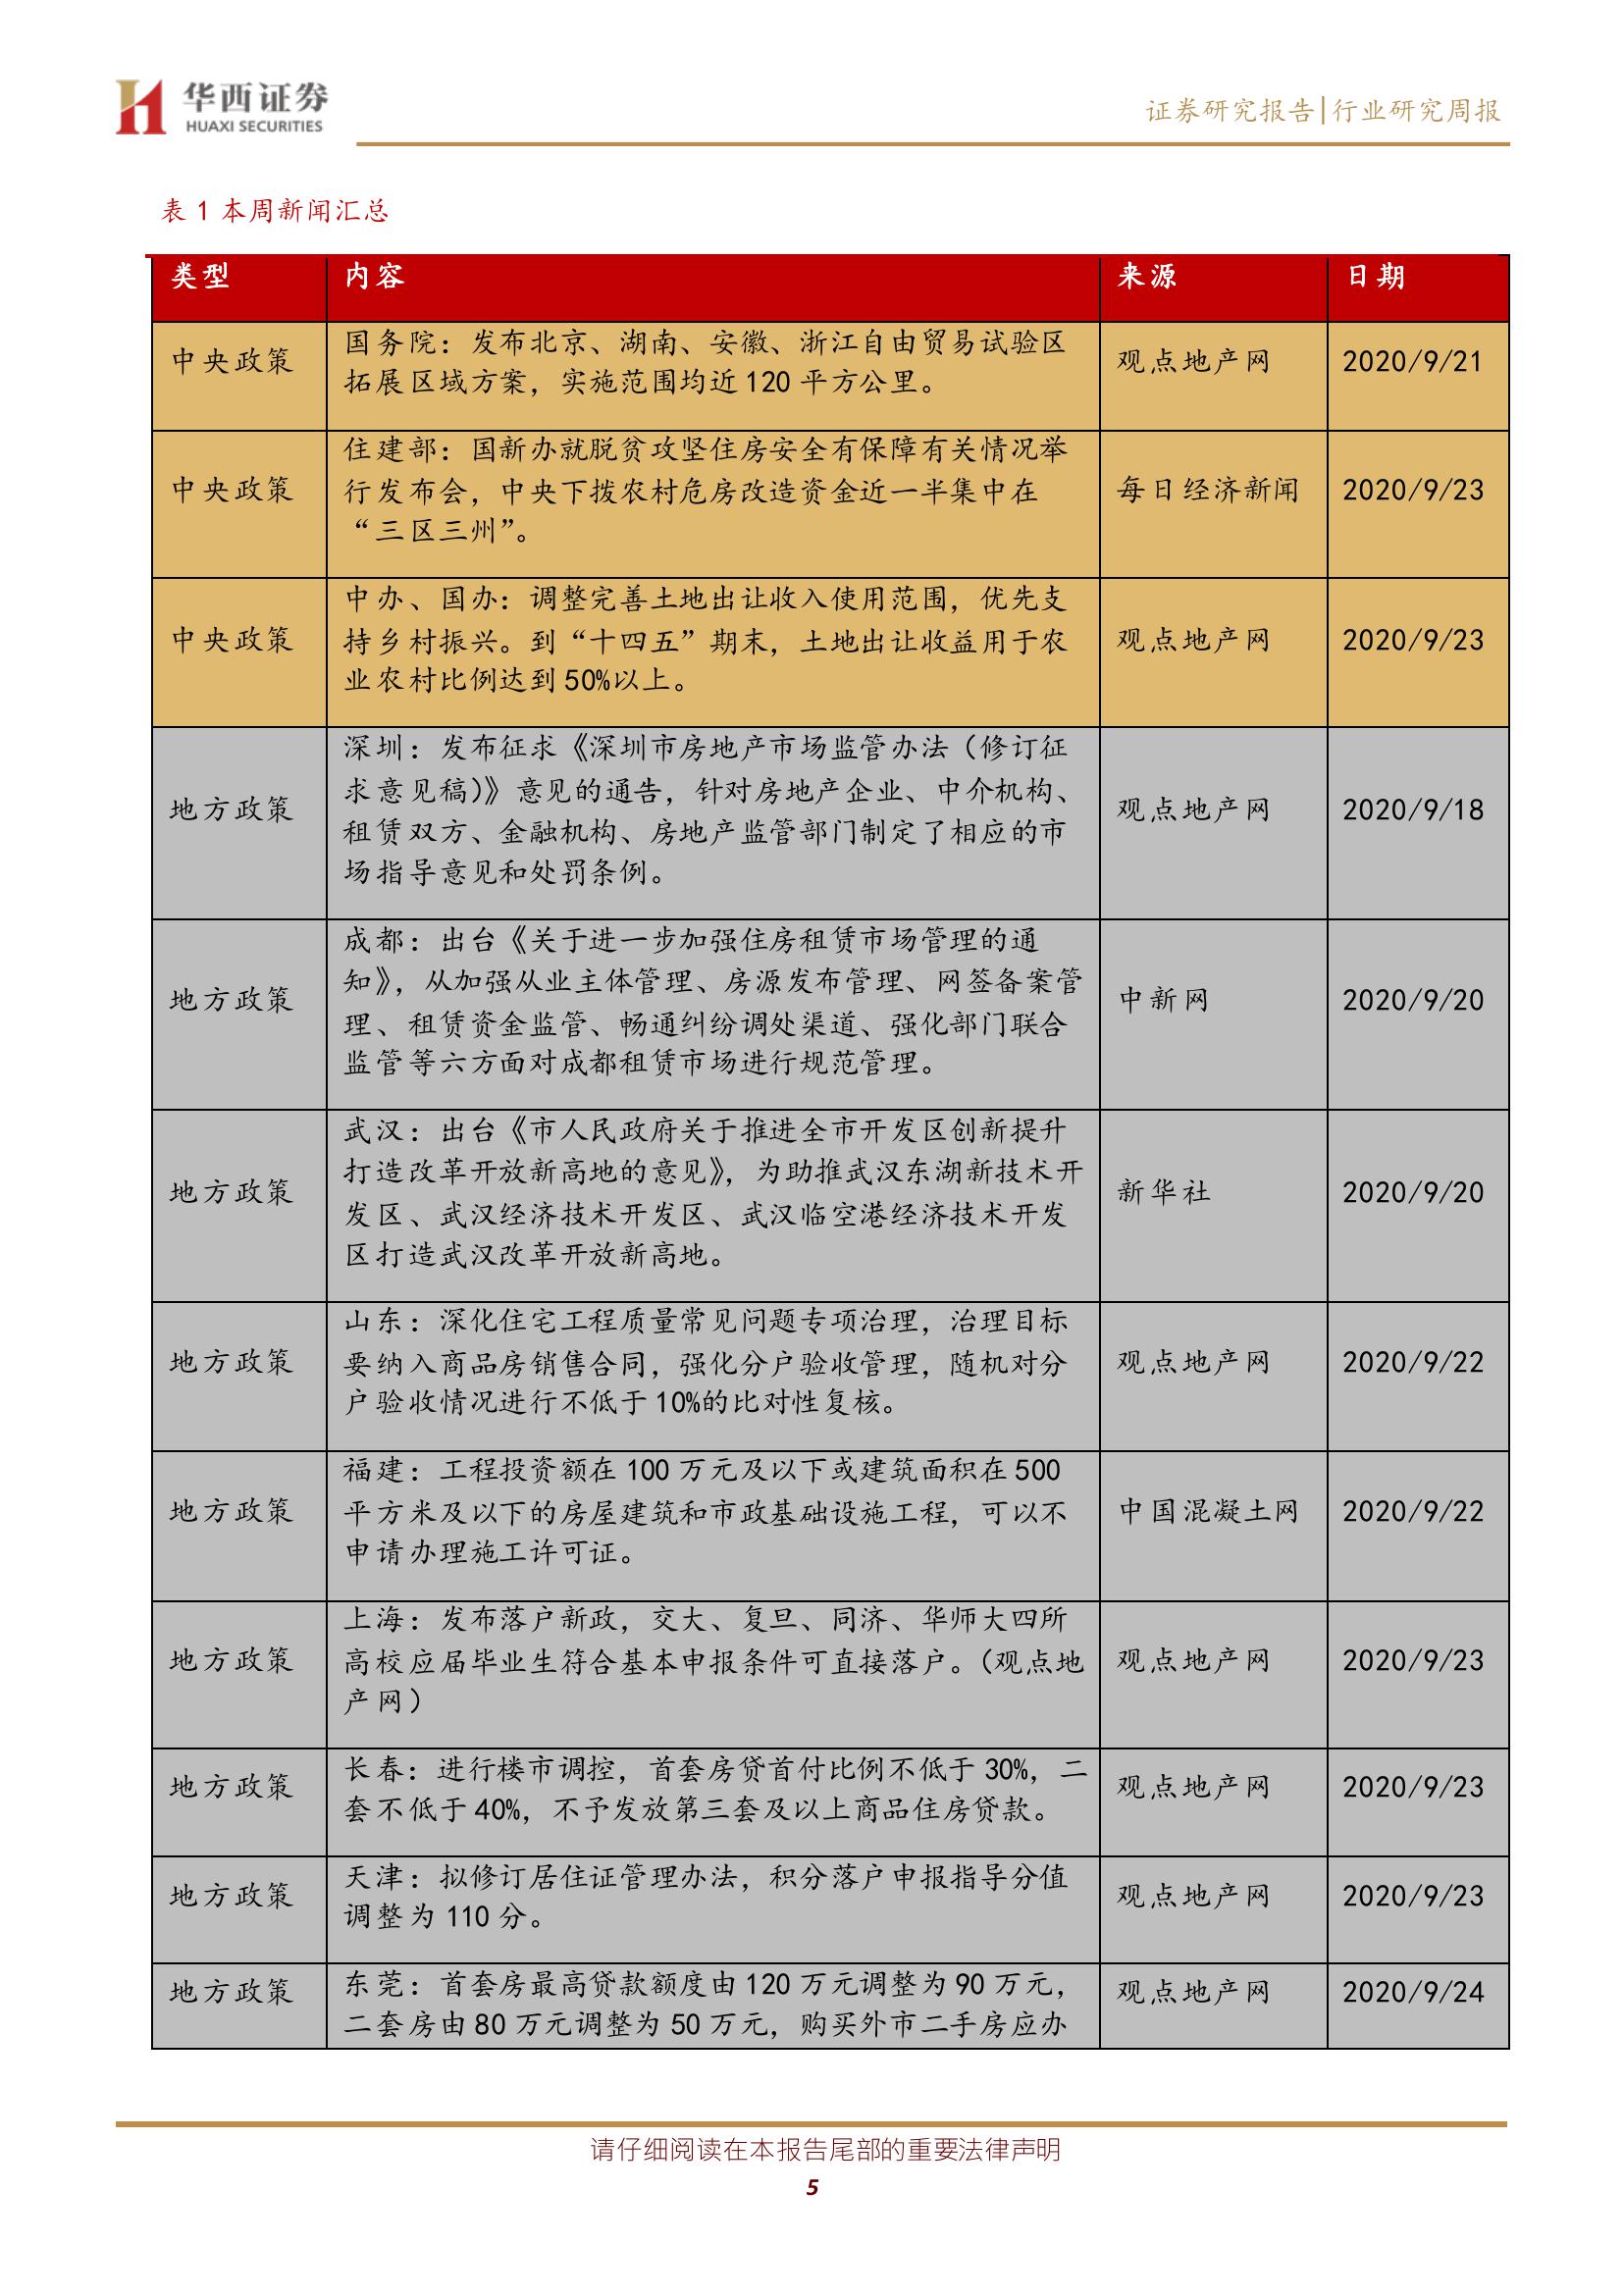 华西证券
HUAXI SECURITIES
证券研究报告|行业研究周报
表 1 本周新闻汇总
类型 内容 来源 日期
中央政策
国务院：发布北京、湖南、安徽、浙江自由贸易试验区
拓展区域方案，实施范围均近 120 平方公里。
观点地产网
2020/9/21
中央政策
住建部：国新办就脱贫攻坚住房安全有保障有关情况举
行发布会，中央下拨农村危房改造资金近一半集中在
“三区三州”。
每日经济新闻
2020/9/23
中央政策
中办、国办：调整完善土地出让收入使用范围，优先支
持乡村振兴。到“十四五”期末，土地出让收益用于农
业农村比例达到 50%以上。
观点地产网
2020/9/23
地方政策
深圳：发布征求《深圳市房地产市场监管办法（修订征
求意见稿）》意见的通告，针对房地产企业、中介机构、
租赁双方、金融机构、房地产监管部门制定了相应的市
场指导意见和处罚条例。
观点地产网
2020/9/18
地方政策
成都：出台《关于进一步加强住房租赁市场管理的通
知》，从加强从业主体管理、房源发布管理、网签备案管
理、租赁资金监管、畅通纠纷调处渠道、强化部门联合
监管等六方面对成都租赁市场进行规范管理。
中新网
2020/9/20
地方政策
武汉：出台《市人民政府关于推进全市开发区创新提升
打造改革开放新高地的意见》，为助推武汉东湖新技术开
发区、武汉经济技术开发区、武汉临空港经济技术开发
区打造武汉改革开放新高地。
新华社
2020/9/20
地方政策
山东：深化住宅工程质量常见问题专项治理，治理目标
要纳入商品房销售合同，强化分户验收管理，随机对分
户验收情况进行不低于 10%的比对性复核。
观点地产网
2020/9/22
地方政策
福建：工程投资额在 100 万元及以下或建筑面积在 500
平方米及以下的房屋建筑和市政基础设施工程，可以不
申请办理施工许可证。
中国混凝土网
2020/9/22
地方政策
上海：发布落户新政，交大、复旦、同济、华师大四所
高校应届毕业生符合基本申报条件可直接落户。（观点地
产网）
观点地产网
2020/9/23
地方政策
长春：进行楼市调控，首套房贷首付比例不低于 30%，二
套不低于 40%，不予发放第三套及以上商品住房贷款。
观点地产网
2020/9/23
地方政策
天津：拟修订居住证管理办法，积分落户申报指导分值
调整为 110 分。
观点地产网
2020/9/23
地方政策
东莞：首套房最高贷款额度由 120 万元调整为 90 万元，
二套房由 80 万元调整为 50 万元，购买外市二手房应办
观点地产网
2020/9/24
请仔细阅读在本报告尾部的重要法律声明
5